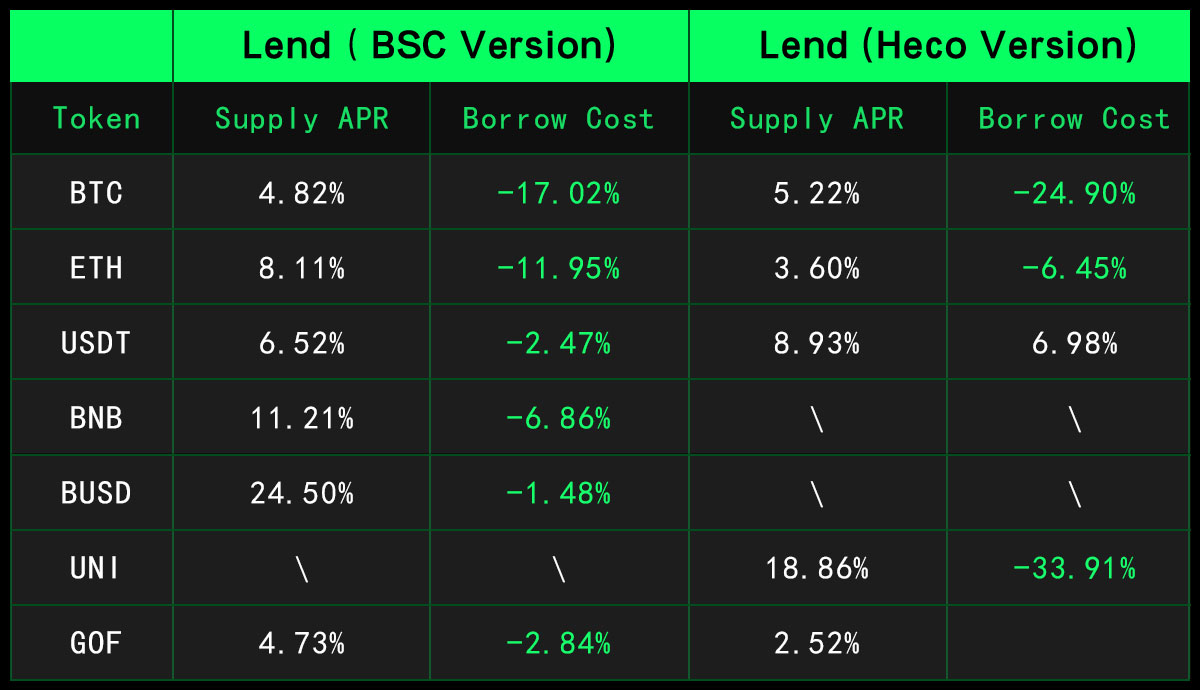 Lend ( BSC Version) Lend (Heco Version)
Token Supply APR Borrow Cost Supply APR Borrow Cost
BTC 4.82% -17.02% 5.22% -24.90%
ETH 8.11% -11.95% 3.60% -6.45%
USDT 6.52% -2.47% 8.93% 6.98%
BNB 11.21% -6.86% \ \
BUSD 24.50% -1.48% \ \
UNI \ \ 18.86% -33.91%
GOF 4.73% -2.84% 2.52%